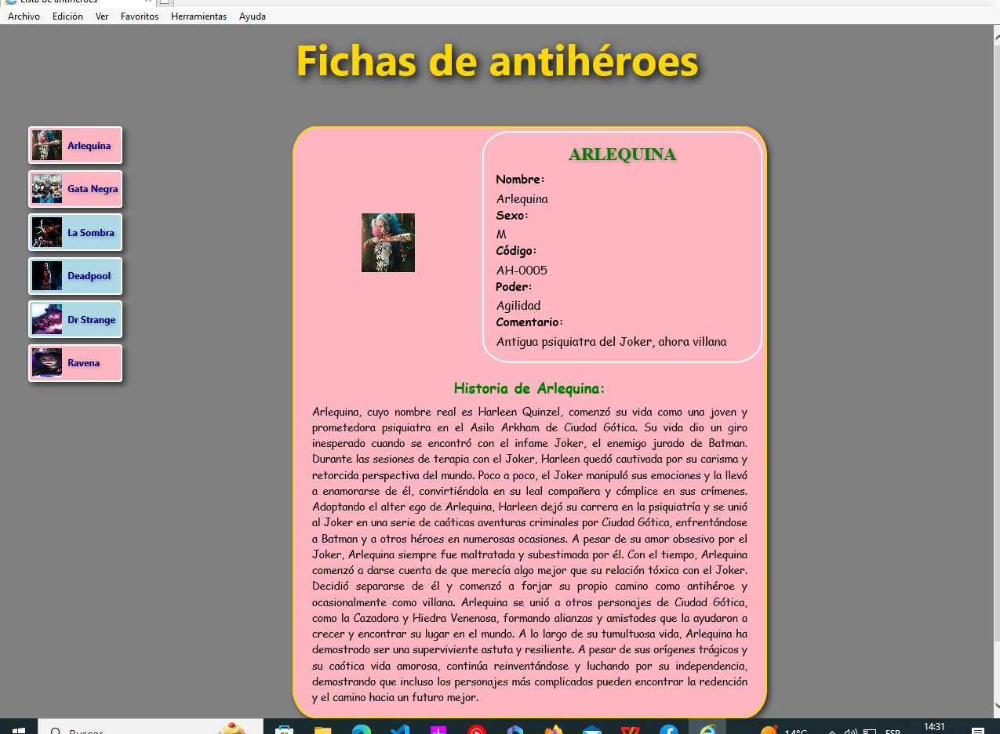 Lista de antihéroes
Archivo Edición Ver Favoritos Herramientas Ayuda
Fichas de antihéroes
Arlequina
Gata Negra
La Sombra
Deadpool
Dr Strange
Ravena
ARLEQUINA
Nombre:
Arlequina
Sexo:
M
Código:
AH-0005
Poder:
Agilidad
Comentario:
Antigua psiquiatra del Joker, ahora villana
Historia de Arlequina:
Arlequina, cuyo nombre real es Harleen Quinzel, comenzó su vida como una joven y
prometedora psiquiatra en el Asilo Arkham de Ciudad Gótica. Su vida dio un giro
inesperado cuando se encontró con el infame Joker, el enemigo jurado de Batman.
Durante las sesiones de terapia con el Joker, Harleen quedó cautivada por su carisma y
retorcida perspectiva del mundo. Poco a poco, el Joker manipuló sus emociones y la llevó
a enamorarse de él, convirtiéndola en su leal compañera y cómplice en sus crímenes.
Adoptando el alter ego de Arlequina, Harleen dejó su carrera en la psiquiatría y se unió
al Joker en una serie de caóticas aventuras criminales por Ciudad Gótica, enfrentándose
a Batman y a otros héroes en numerosas ocasiones. A pesar de su amor obsesivo por el
Joker, Arlequina siempre fue maltratada y subestimada por él. Con el tiempo, Arlequina
comenzó a darse cuenta de que merecía algo mejor que su relación tóxica con el Joker.
Decidió separarse de él y comenzó a forjar su propio camino como antihéroe y
ocasionalmente como villana. Arlequina se unió a otros personajes de Ciudad Gótica,
como la Cazadora y Hiedra Venenosa, formando alianzas y amistades que la ayudaron a
crecer y encontrar su lugar en el mundo. A lo largo de su tumultuosa vida, Arlequina ha
demostrado ser una superviviente astuta y resiliente. A pesar de sus orígenes trágicos y
su caótica vida amorosa, continúa reinventándose y luchando por su independencia,
demostrando que incluso los personajes más complicados pueden encontrar la redención
y el camino hacia un futuro mejor.
Buscar
14°C
ESP
14:31